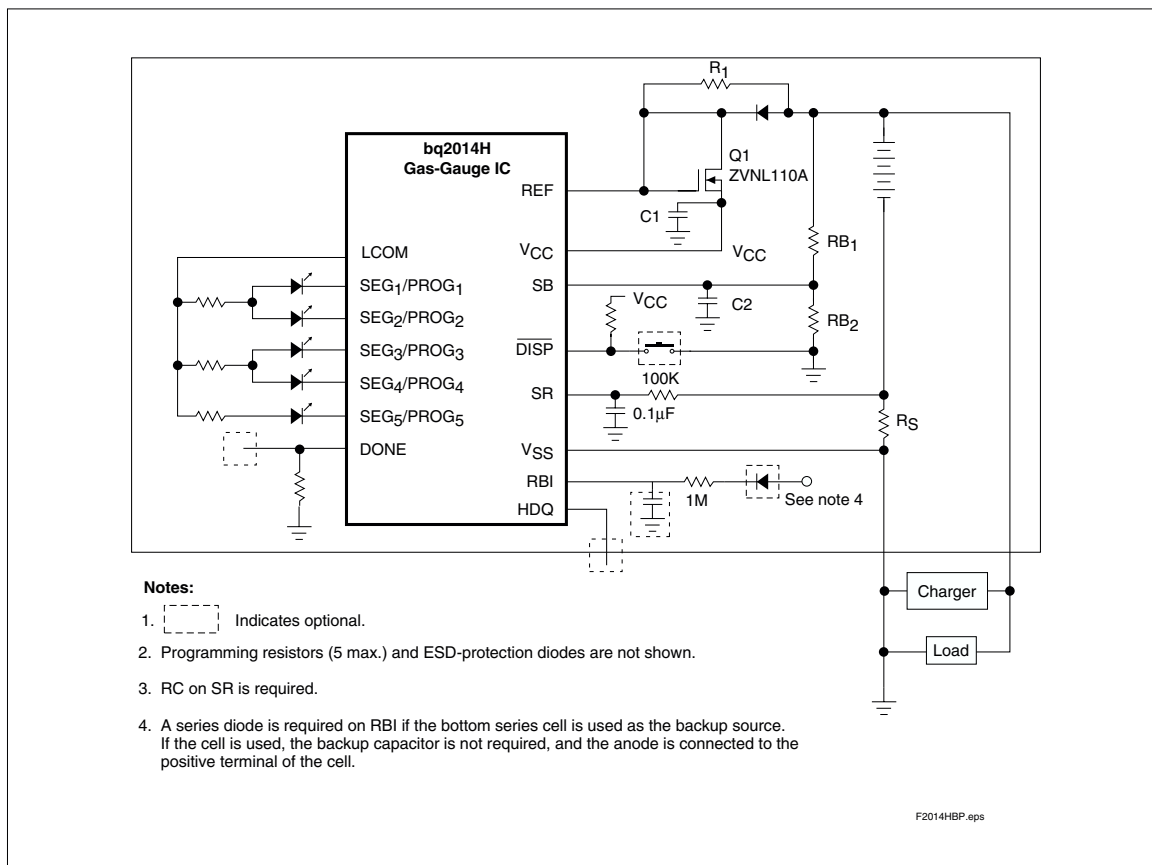 R1
bq2014H
Gas-Gauge IC
Q1
ZVNL110A
REF
C1
VCC
VCC
RB1
LCOM
SEG1/PROG1
SB
C2
VCC
SEG2/PROG2
RB2
SEG3/PROG3
DISP
100K
SEG4/PROG4
SR
0.1µF
SEG5/PROG5
RS
DONE
VSS
RBI
1M
See note 4
HDQ
Charger
Load
Notes:
1. Indicates optional.
2. Programming resistors (5 max.) and ESD-protection diodes are not shown.
3. RC on SR is required.
4. A series diode is required on RBI if the bottom series cell is used as the backup source.
If the cell is used, the backup capacitor is not required, and the anode is connected to the
positive terminal of the cell.
F2014HBP.eps